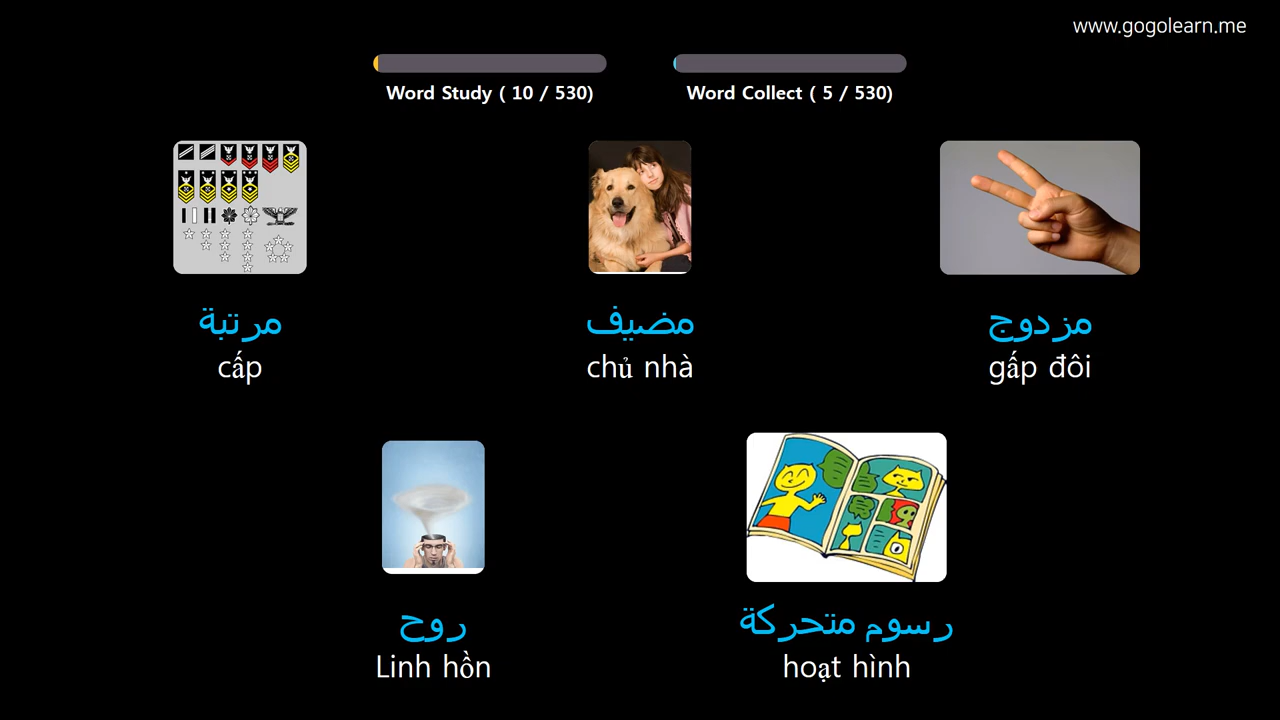 www.gogolearn.me
Word Study ( 10 / 530)
Word Collect ( 5 / 530)
مرتبة
cấp
مضيف
chủ nhà
مزدوج
gấp đôi
روح
Linh hồn
رسوم متحركة
hoạt hình